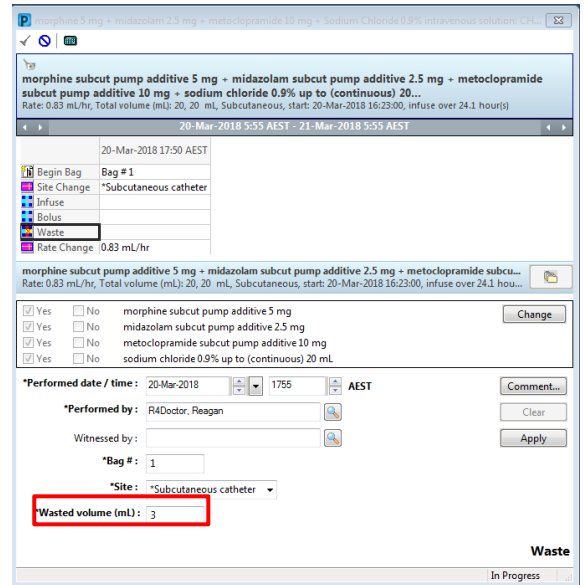 P morphine 5 mg + midazolam 2.5 mg + metoclopramide 10 mg + Sodium Chloride 0.9% intravenous solution: CH...
morphine subcut pump additive 5 mg + midazolam subcut pump additive 2.5 mg + metoclopramide
subcut pump additive 10 mg + sodium chloride 0.9% up to (continuous) 20...
Rate: 0.83 mL/hr, Total volume (mL): 20, 20 mL, Subcutaneous, start: 20-Mar-2018 16:23:00, infuse over 24.1 hour(s)
20-Mar-2018 5:55 AEST - 21-Mar-2018 5:55 AEST
20-Mar-2018 17:50 AEST
Begin Bag Bag # 1
Site Change *Subcutaneous catheter
Infuse
Bolus
Waste
Rate Change 0.83 mL/hr
morphine subcut pump additive 5 mg + midazolam subcut pump additive 2.5 mg + metoclopramide subcu...
Rate: 0.83 mL/hr, Total volume (mL): 20, 20 mL, Subcutaneous, start: 20-Mar-2018 16:23:00, infuse over 24.1 hou...
Yes No morphine subcut pump additive 5 mg Change
Yes No midazolam subcut pump additive 2.5 mg
Yes No metoclopramide subcut pump additive 10 mg
Yes No sodium chloride 0.9% up to (continuous) 20 mL
*Performed date / time : 20-Mar-2018 1755 AEST Comment...
*Performed by : R4Doctor, Reagan Clear
Witnessed by : Apply
*Bag # : 1
*Site : *Subcutaneous catheter
*Wasted volume (mL) : 3
Waste
In Progress